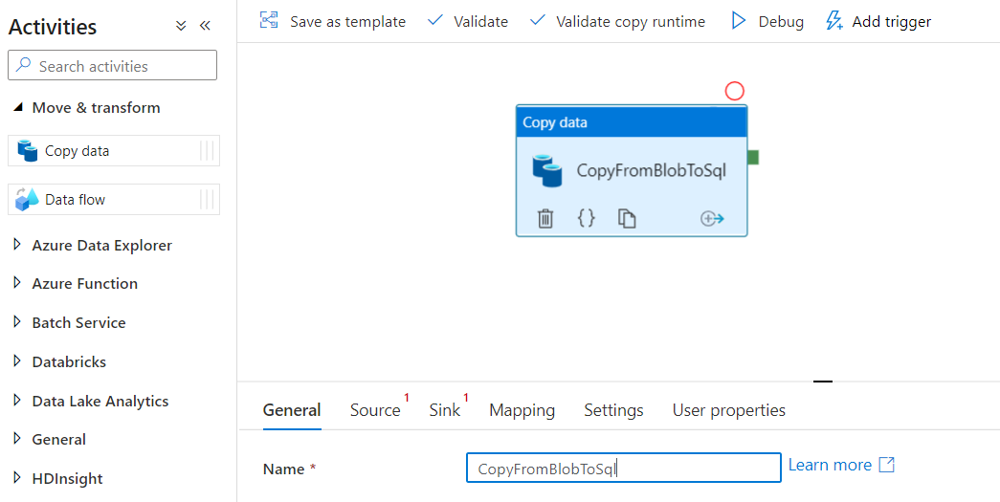 Activities
Search activities
Move & transform
Copy data
Data flow
Azure Data Explorer
Azure Function
Batch Service
Databricks
Data Lake Analytics
General
HDInsight
Save as template Validate Validate copy runtime Debug Add trigger
Copy data
CopyFromBlobToSql
General Source 1 Sink 1 Mapping Settings User properties
Name * CopyFromBlobToSql Learn more